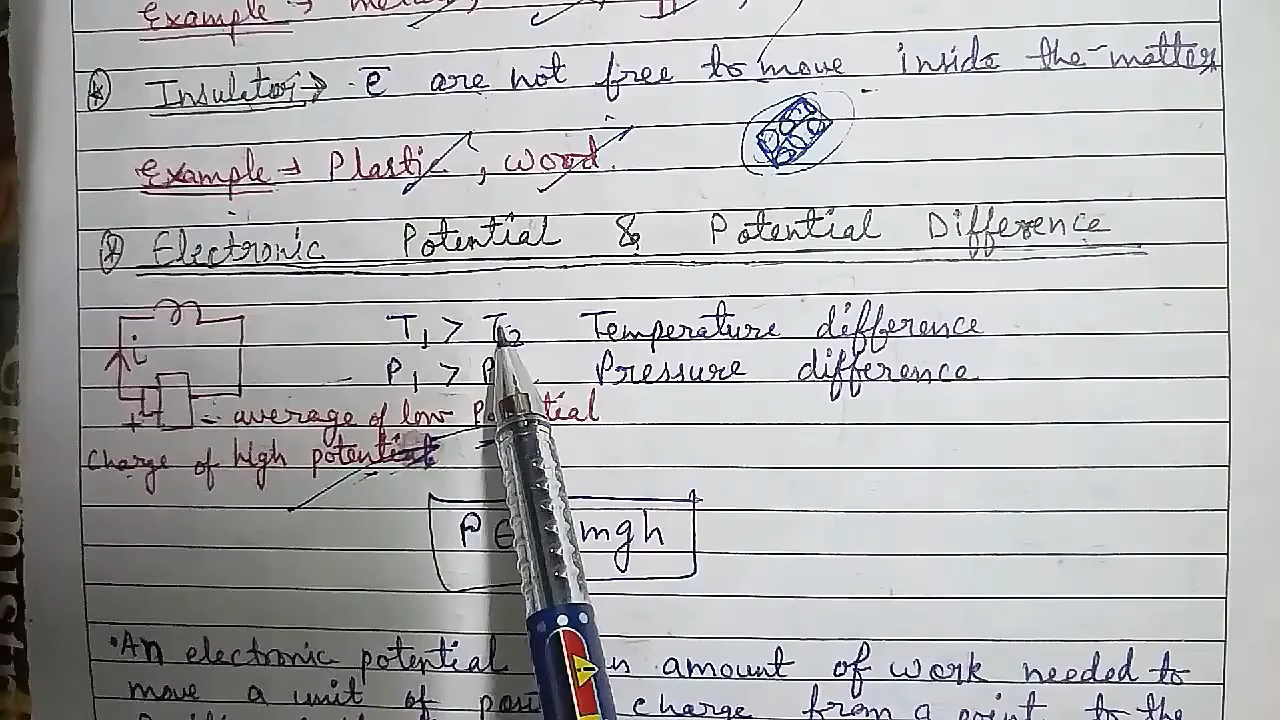 Example →
⊛ Insulator → e̅ are not free to move inside the matter
Example → Plastic, wood.
⊛ Electronic Potential & Potential Difference
T1 > T2 Temperature difference
i
P1 > P Pressure difference
+ - average of low potential
Charge of high potential
P mgh
• An electronic potential amount of work needed to
move a unit of charge from a point to the